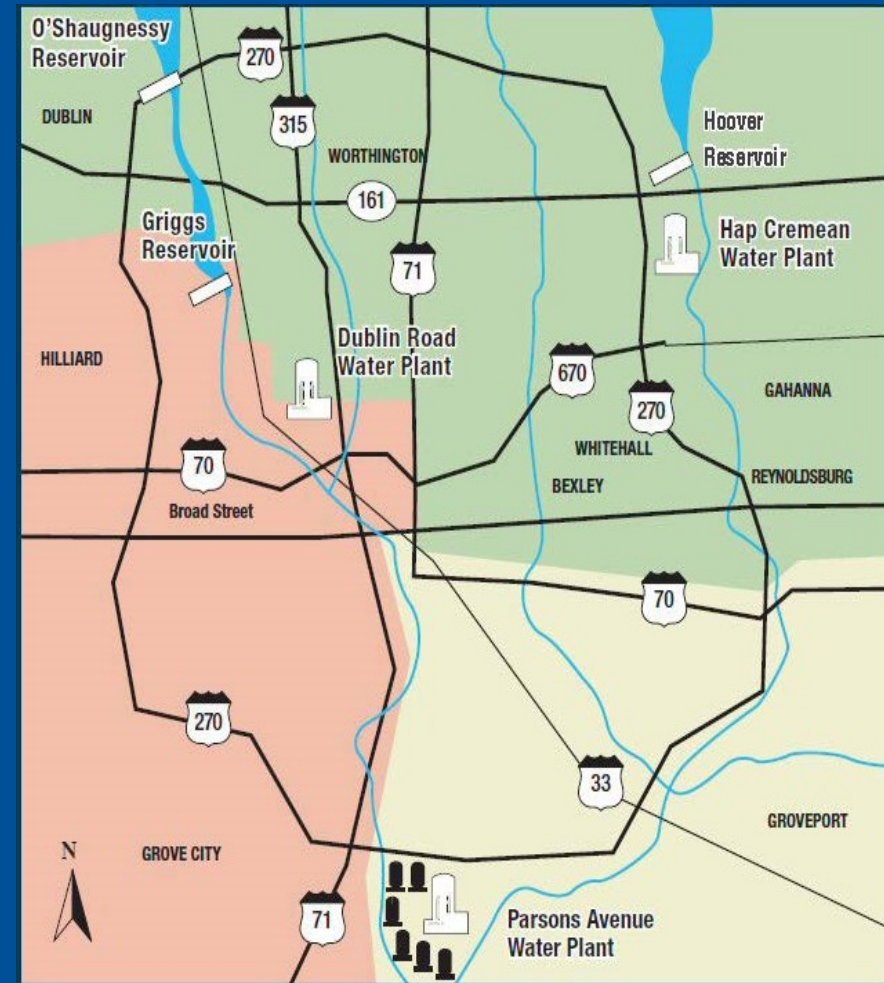 O'Shaugnessy
Reservoir
270
DUBLIN
315
Hoover
Reservoir
WORTHINGTON
161
Griggs
Reservoir
Hap Cremean
Water Plant
71
Dublin Road
Water Plant
HILLIARD
670
GAHANNA
270
WHITEHALL
70
BEXLEY
REYNOLDSBURG
Broad Street
70
270
33
GROVEPORT
N
GROVE CITY
71
Parsons Avenue
Water Plant